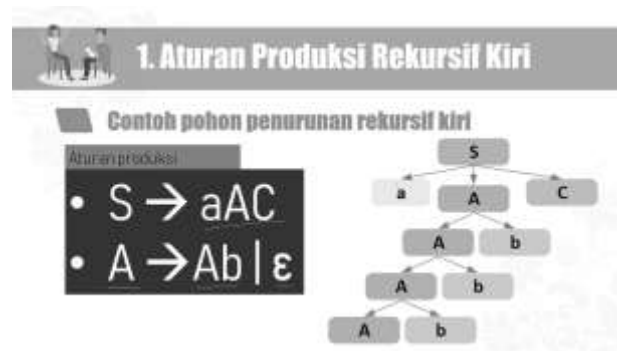 1. Aturan Produksi Rekursif Kiri
Contoh pohon penurunan rekursif kiri
Aturan produksi
• S → aAC
• A → Ab | ε
S
a A C
A b
A b
A b